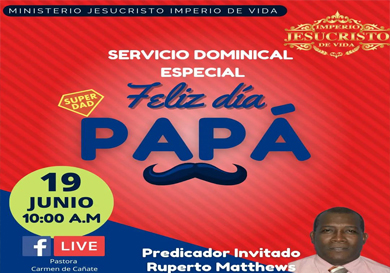 MINISTERIO JESUCRISTO IMPERIO DE VIDA
IMPERIO
JESUCRISTO
DE VIDA
SERVICIO DOMINICAL
ESPECIAL
Feliz día
SUPER
DAD
PAPÁ
19
JUNIO
10:00 A.M
f LIVE
Pastora
Carmen de Cañate
Predicador Invitado
Ruperto Matthews